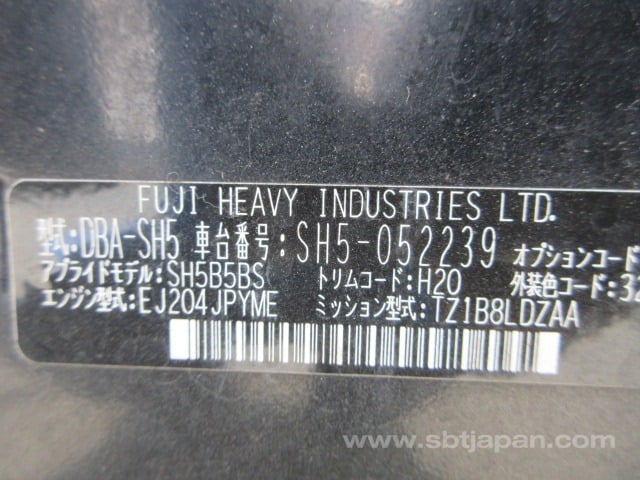 FUJI HEAVY INDUSTRIES LTD.
型式:DBA-SH5 車台番号:SH5-052239 オプションコード
アプライドモデル:SH5B5BS トリムコード:H20 外装色コード:32
エンジン型式:EJ204JPYME ミッション型式:TZ1B8LDZAA
www.sbtjapan.com